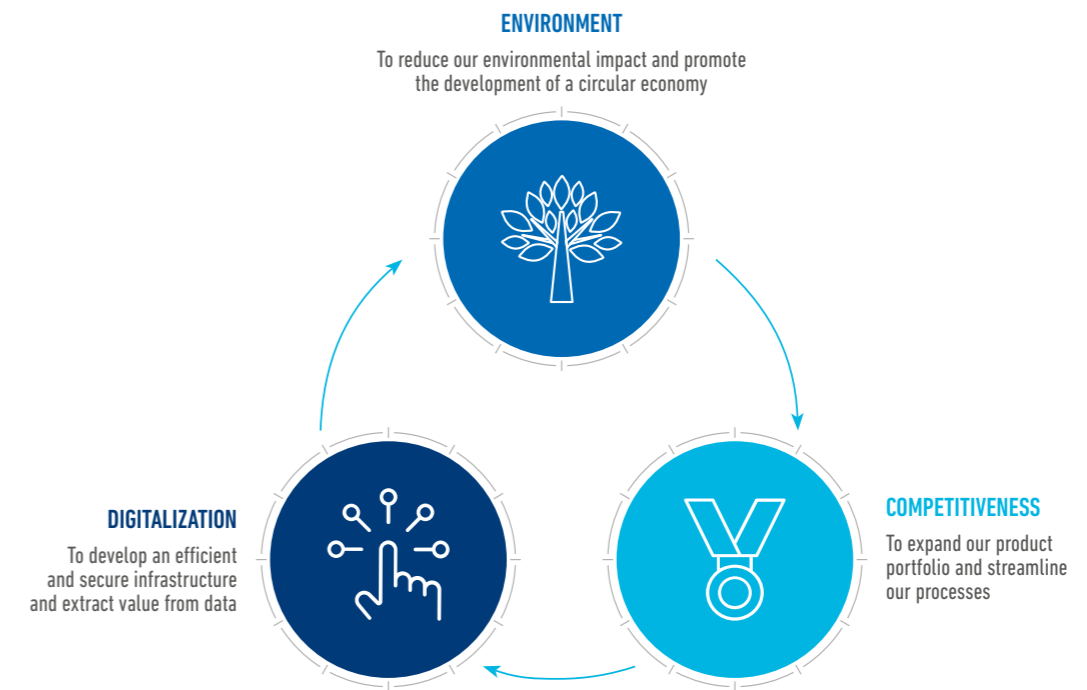 ENVIRONMENT
To reduce our environmental impact and promote
the development of a circular economy
DIGITALIZATION
To develop an efficient
and secure infrastructure
and extract value from data
COMPETITIVENESS
To expand our product
portfolio and streamline
our processes